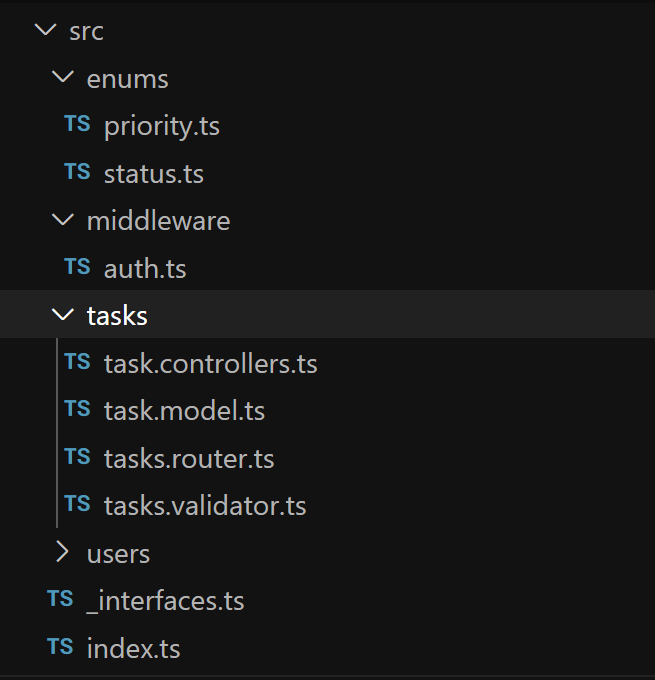 src
enums
TS priority.ts
TS status.ts
middleware
TS auth.ts
tasks
TS task.controllers.ts
TS task.model.ts
TS tasks.router.ts
TS tasks.validator.ts
users
TS _interfaces.ts
TS index.ts